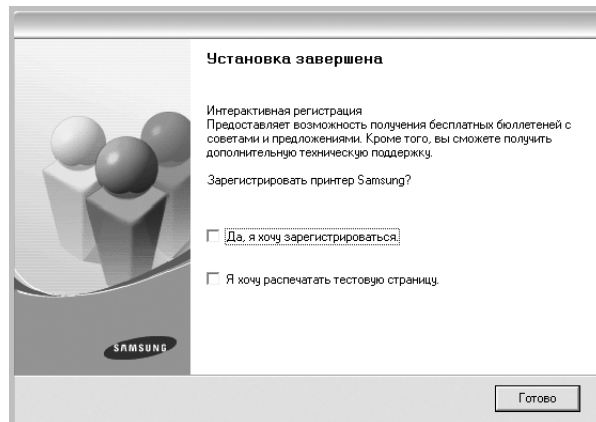 Установка завершена
Интерактивная регистрация
Предоставляет возможность получения бесплатных бюллетеней с
советами и предложениями. Кроме того, вы сможете получить
дополнительную техническую поддержку.
Зарегистрировать принтер Samsung?
Да, я хочу зарегистрироваться.
Я хочу распечатать тестовую страницу.
SAMSUNG
Готово